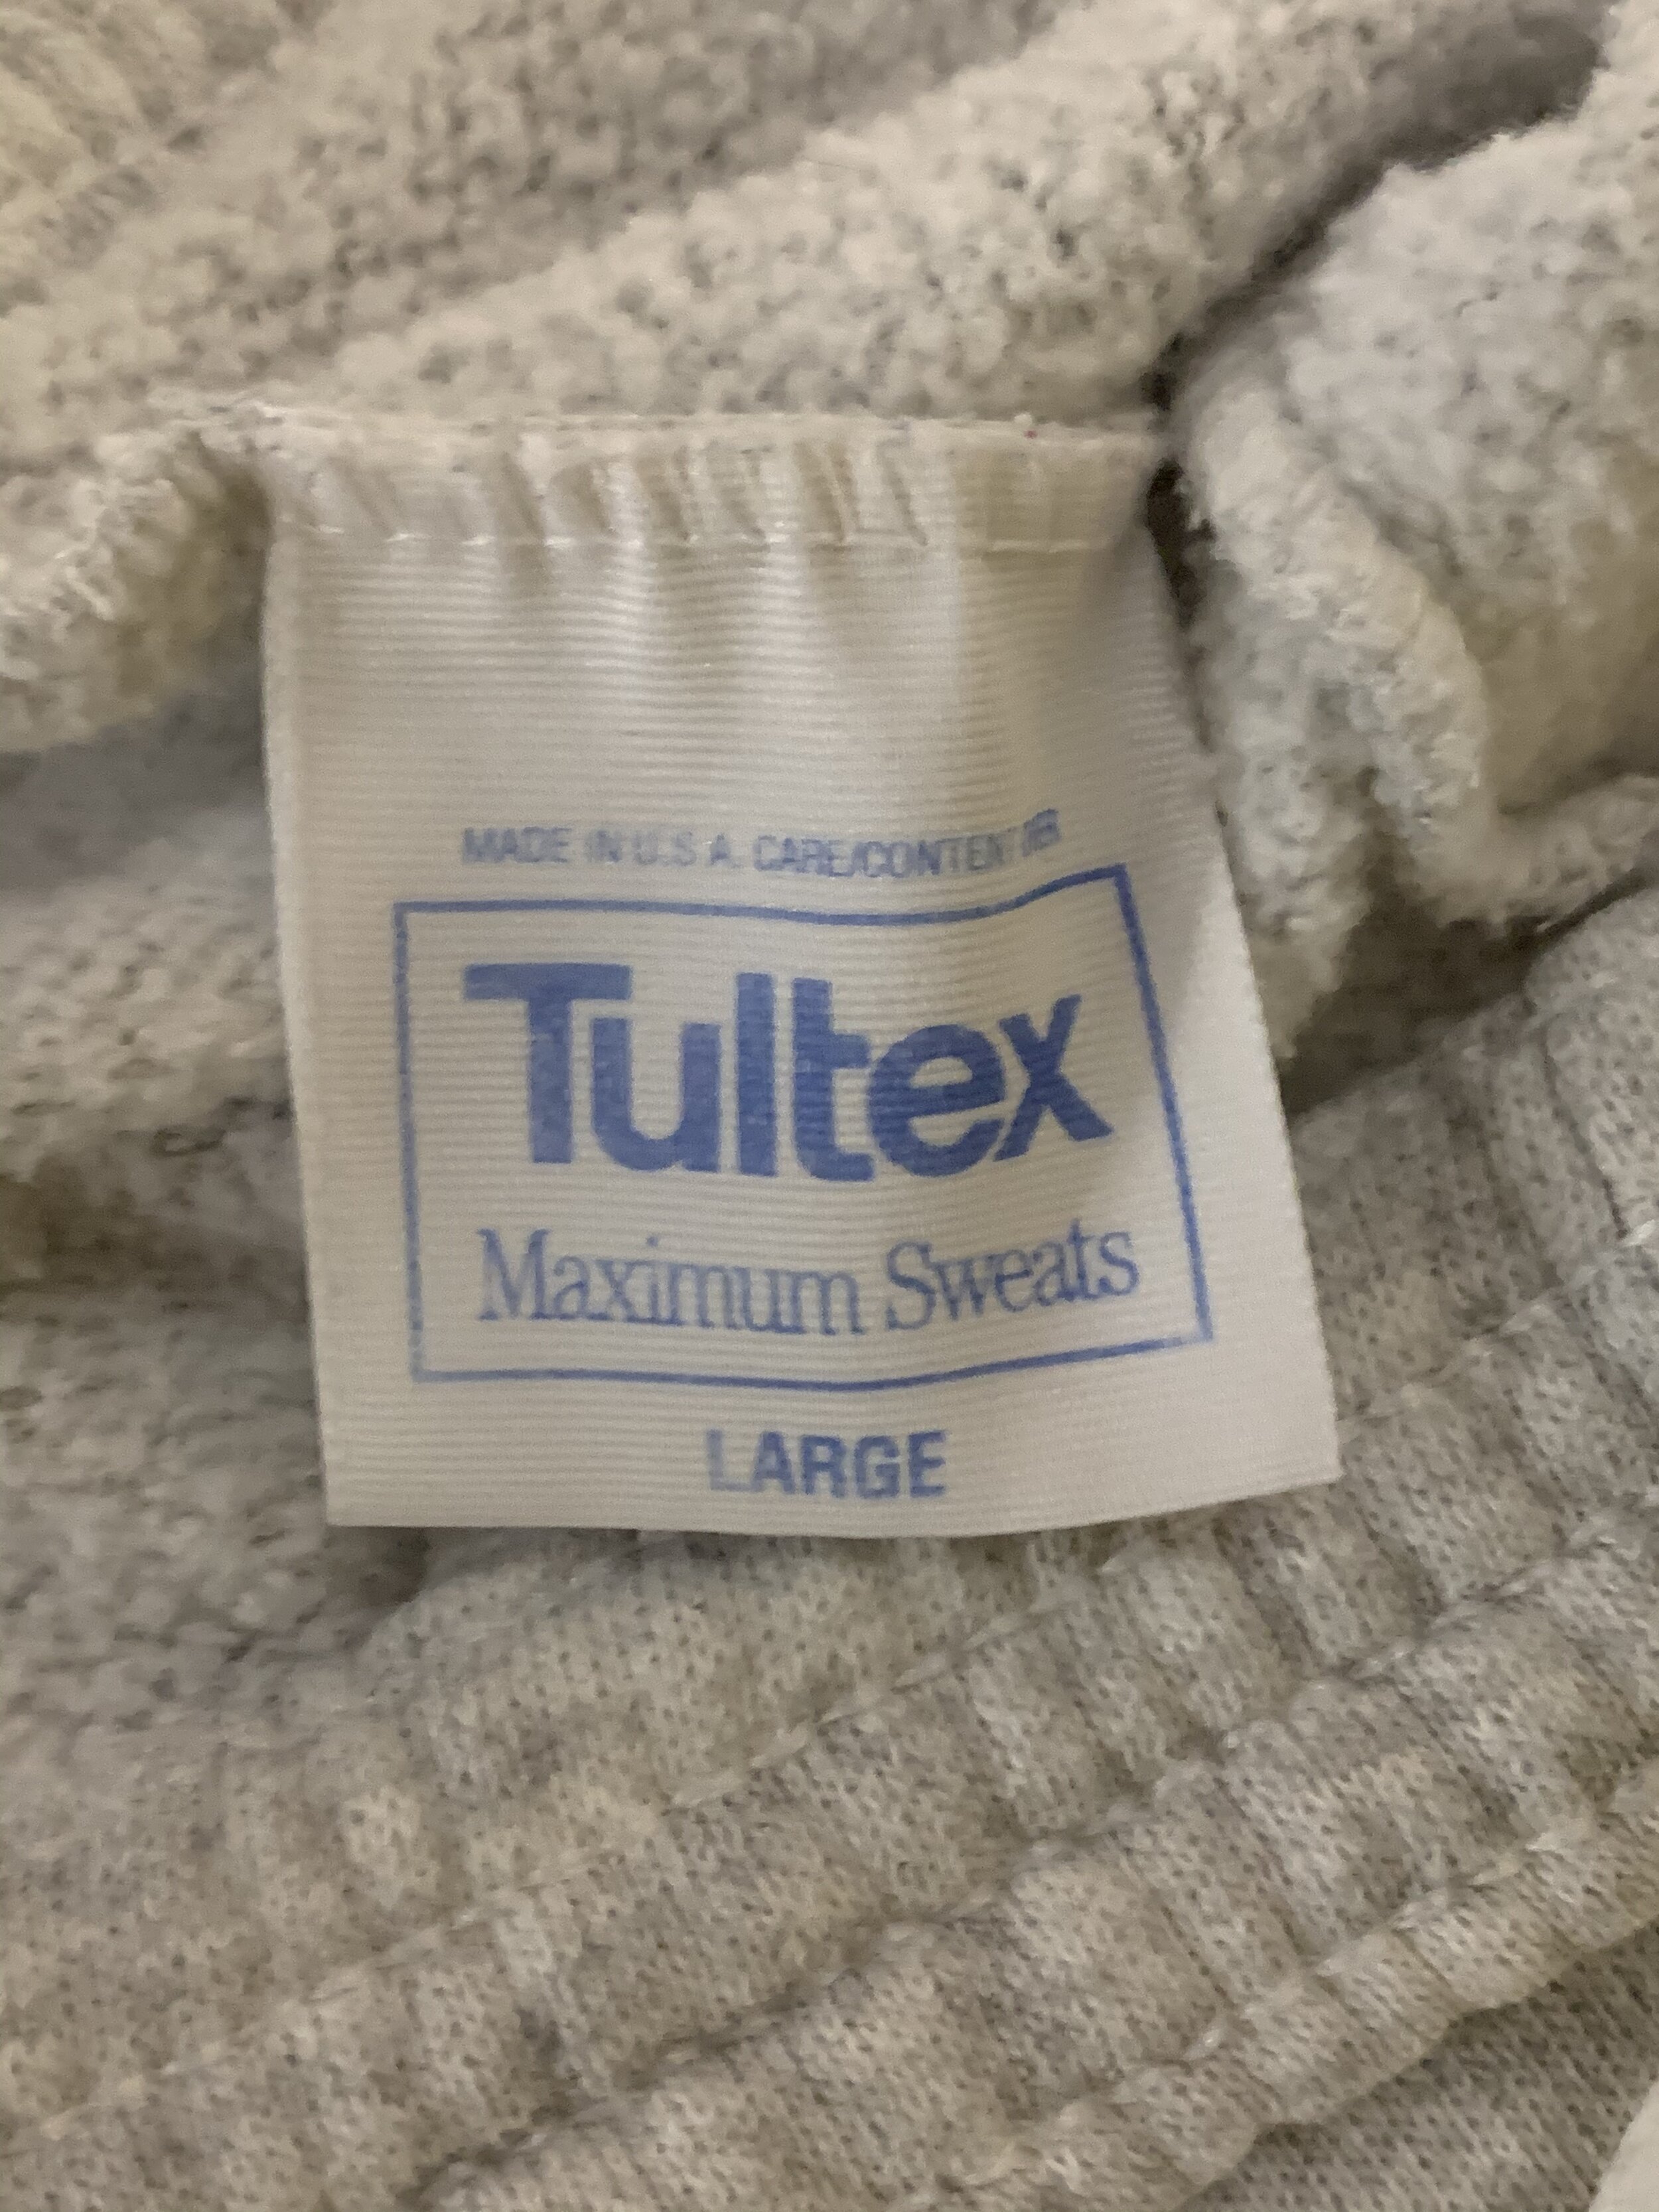 MADE IN U.S.A. CARE/CONTENT
Tultex
Maximum Sweats
LARGE